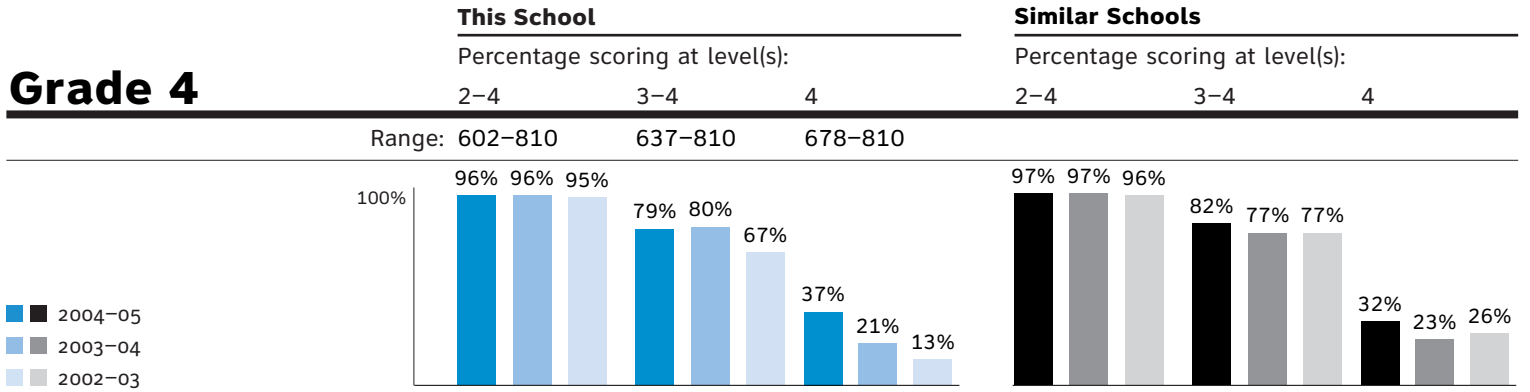 This School Similar Schools
Percentage scoring at level(s): Percentage scoring at level(s):
Grade 4 2–4 3–4 4 2–4 3–4 4
Range: 602–810 637–810 678–810
96% 96% 95% 97% 97% 96%
100%
79% 80% 67% 82% 77% 77%
37% 21% 13% 32% 23% 26%
2004–05
2003–04
2002–03